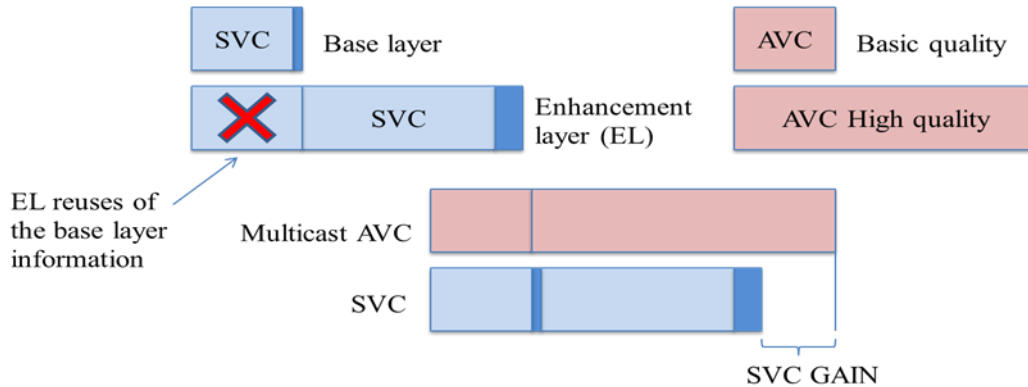 SVC
Base layer
AVC
Basic quality
SVC
Enhancement
layer (EL)
AVC High quality
EL reuses of
the base layer
information
Multicast AVC
SVC
SVC GAIN